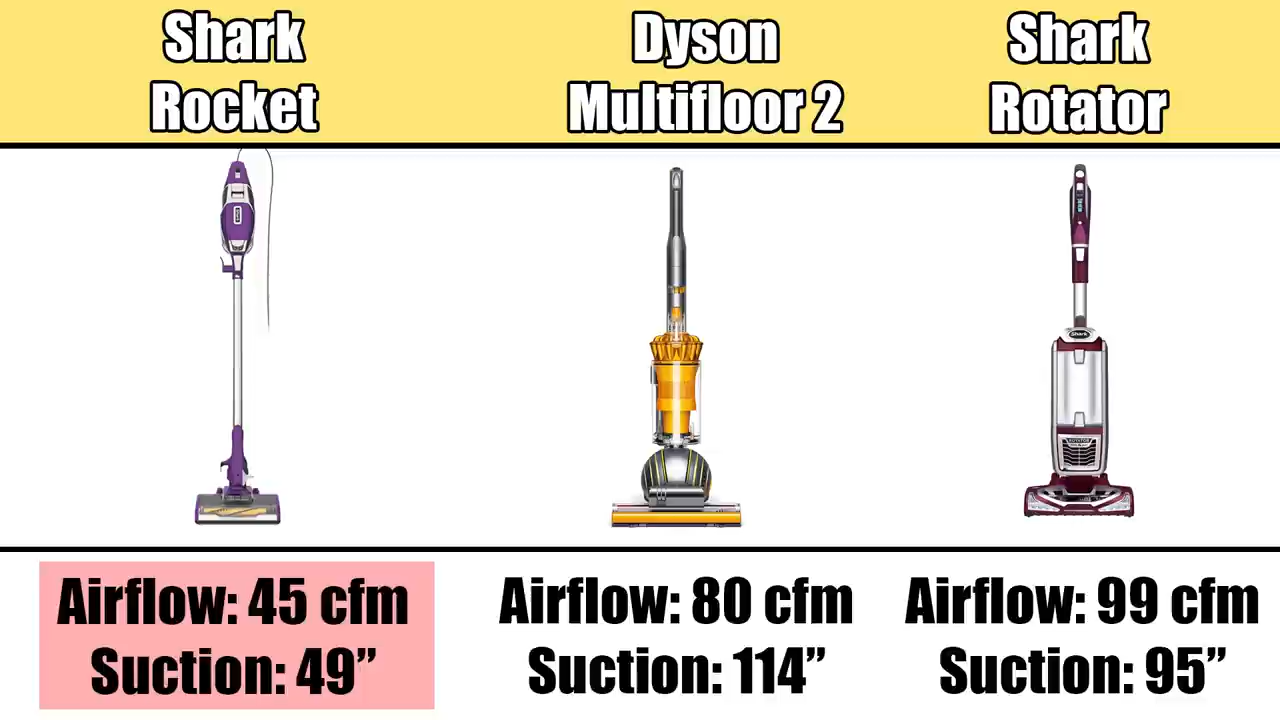 Shark
Rocket
Dyson
Multifloor 2
Shark
Rotator
Shark
Airflow: 45 cfm
Suction: 49”
Airflow: 80 cfm
Suction: 114”
Airflow: 99 cfm
Suction: 95”